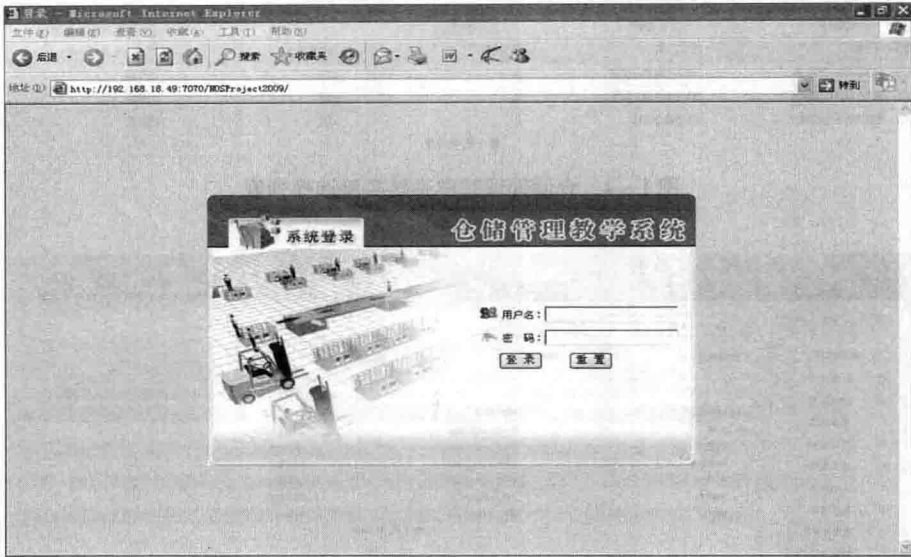 登录 - Microsoft Internet Explorer
文件(F) 编辑(E) 查看(V) 收藏(A) 工具(T) 帮助(H)
后退 搜索 收藏夹
地址(D) http://192.168.18.49:7070/WOSProject2009/ 转到
系统登录 仓储管理教学系统
用户名:
密 码:
登录 重置